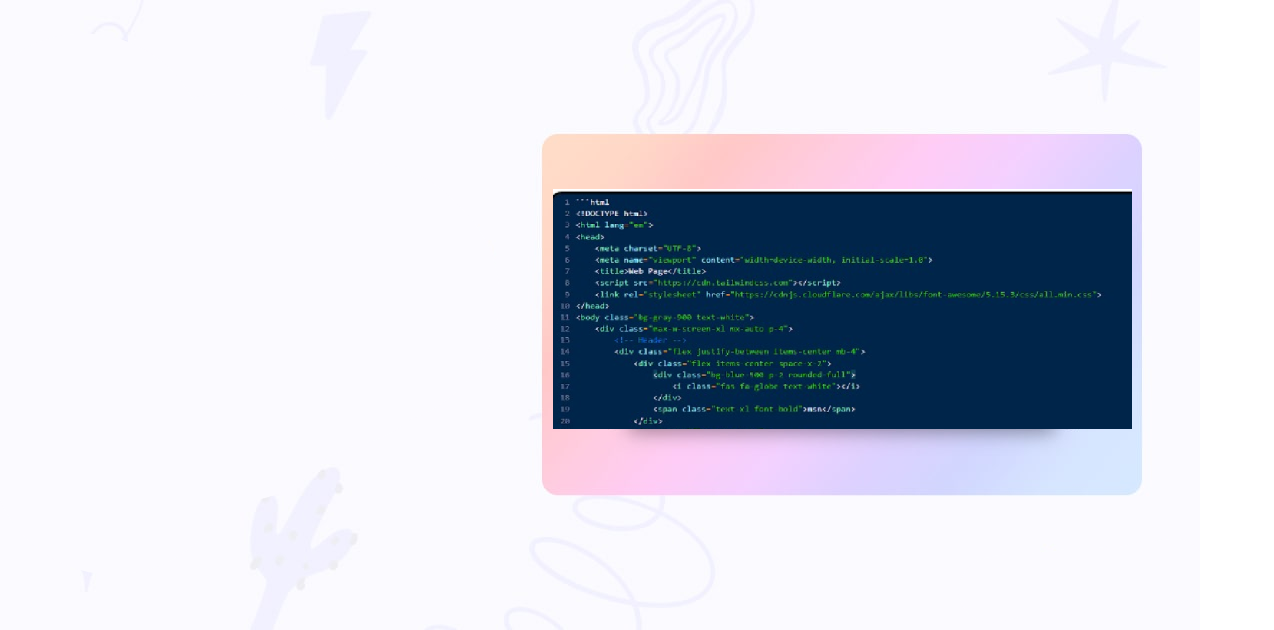 1 ```html
2 <!DOCTYPE html>
3 <html lang="en">
4 <head>
5 <meta charset="UTF-8">
6 <meta name="viewport" content="width=device-width, initial-scale=1.0">
7 <title>Web Page</title>
8 <script src="https://cdn.tailwindcss.com"></script>
9 <link rel="stylesheet" href="https://cdnjs.cloudflare.com/ajax/libs/font-awesome/5.15.3/css/all.min.css">
10 </head>
11 <body class="bg-gray-900 text-white">
12 <div class="max-w-screen-xl mx-auto p-4">
13 <!-- Header -->
14 <div class="flex justify-between items-center mb-4">
15 <div class="flex items-center space-x-2">
16 <div class="bg-blue-500 p-2 rounded-full">
17 <i class="fas fa-globe text-white"></i>
18 </div>
19 <span class="text-xl font-bold">msn</span>
20 </div>